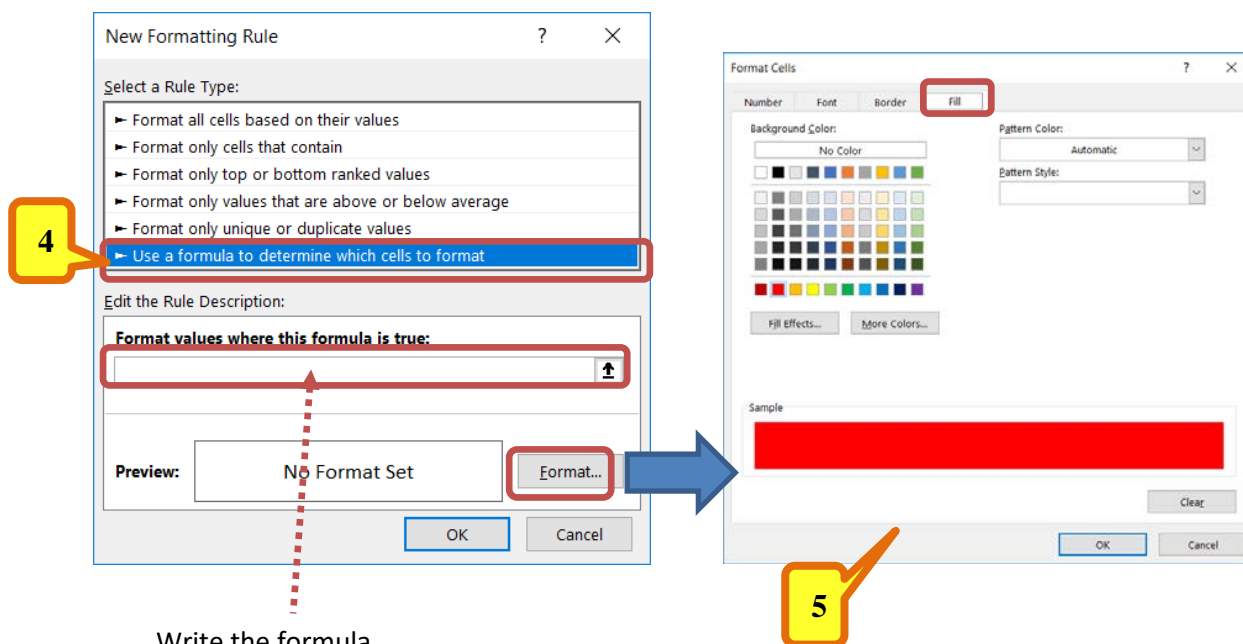 New Formatting Rule ? ×
Select a Rule Type:
► Format all cells based on their values
► Format only cells that contain
► Format only top or bottom ranked values
► Format only values that are above or below average
► Format only unique or duplicate values
► Use a formula to determine which cells to format
4
Edit the Rule Description:
Format values where this formula is true:
Preview:
No Format Set
Format...
OK
Cancel
Write the formula
Format Cells ? ×
Number Font Border Fill
Background Color:
No Color
Fill Effects...
More Colors...
Pattern Color:
Automatic
Pattern Style:
Sample
Clear
OK
Cancel
5